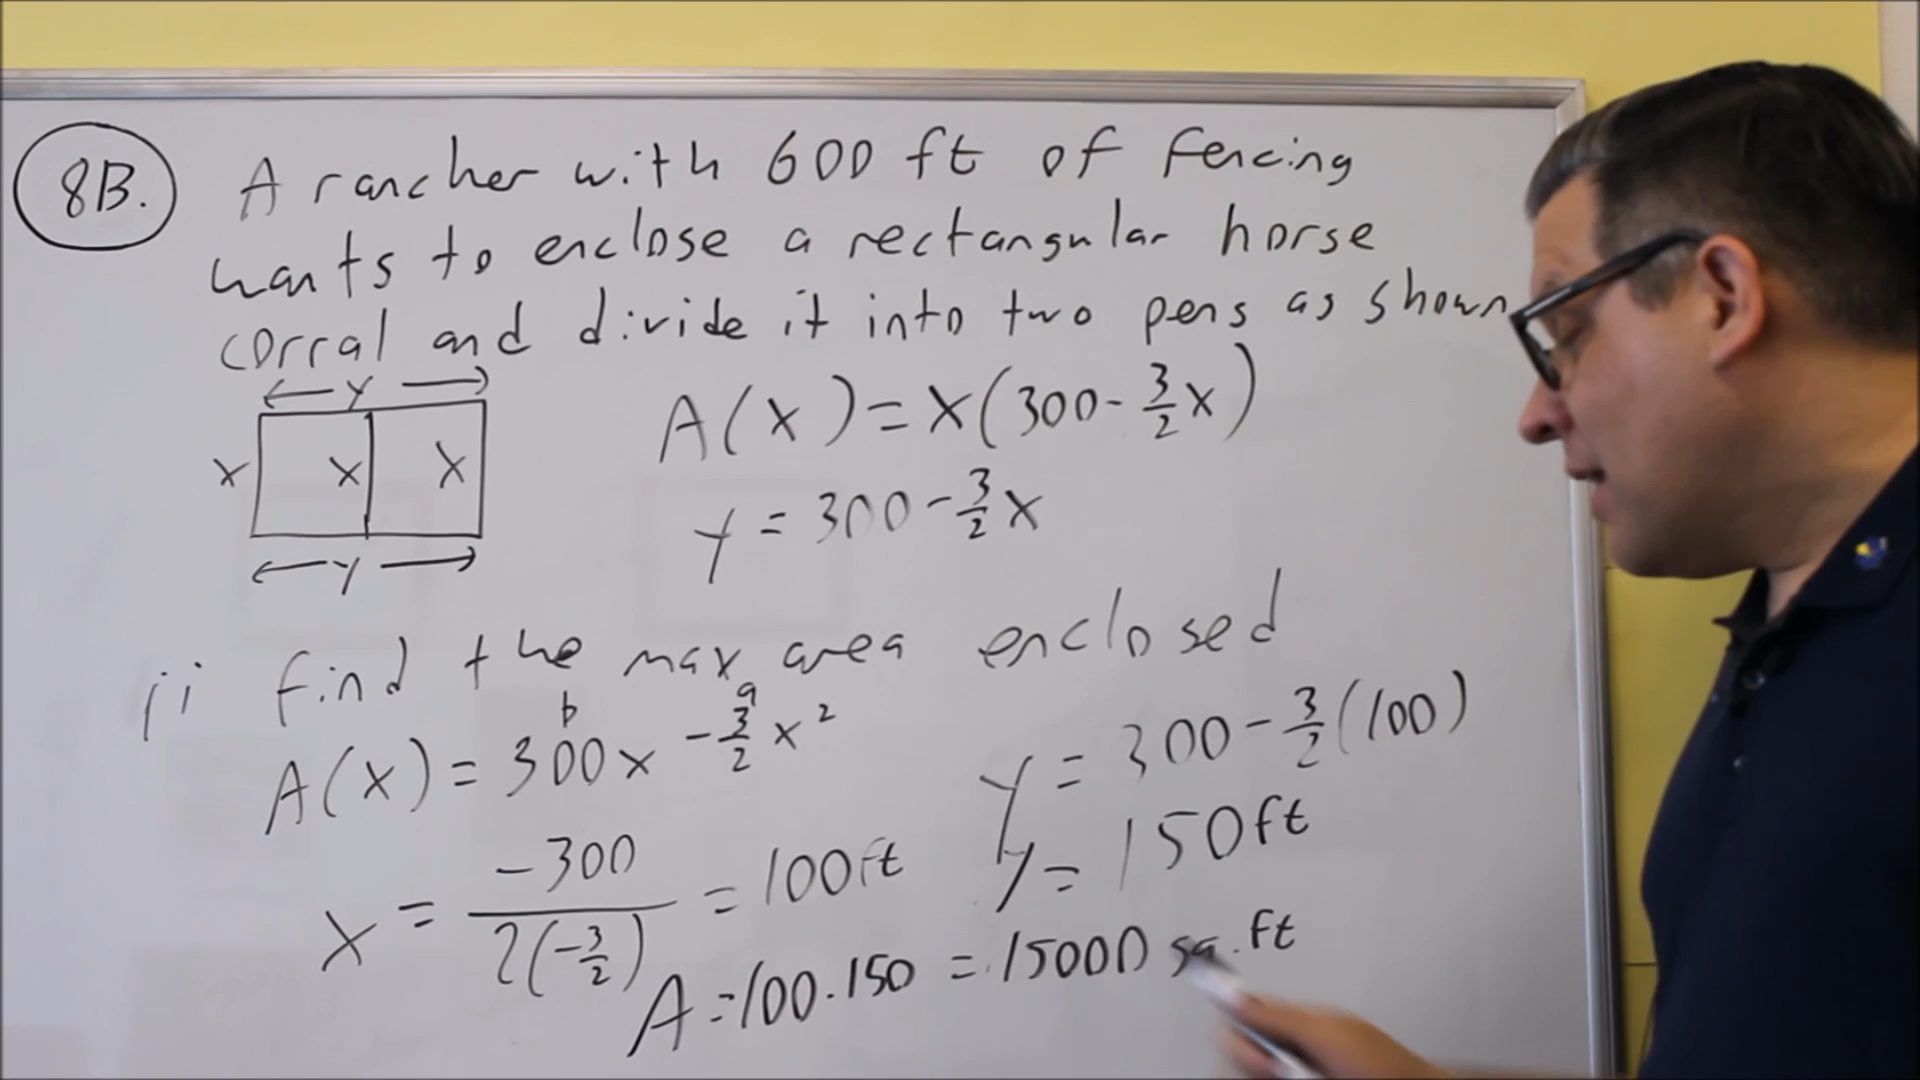 8B. A rancher with 600 ft of fencing
wants to enclose a rectangular horse
corral and divide it into two pens as shown
← y →
x x x
← y →
A(x) = x(300 - 3/2 x)
y = 300 - 3/2 x
ii find the max area enclosed
b a
A(x) = 300x - 3/2 x²
x = -300 / 2(-3/2) = 100ft
y = 300 - 3/2 (100)
y = 150ft
A = 100 · 150 = 15000 sq. ft